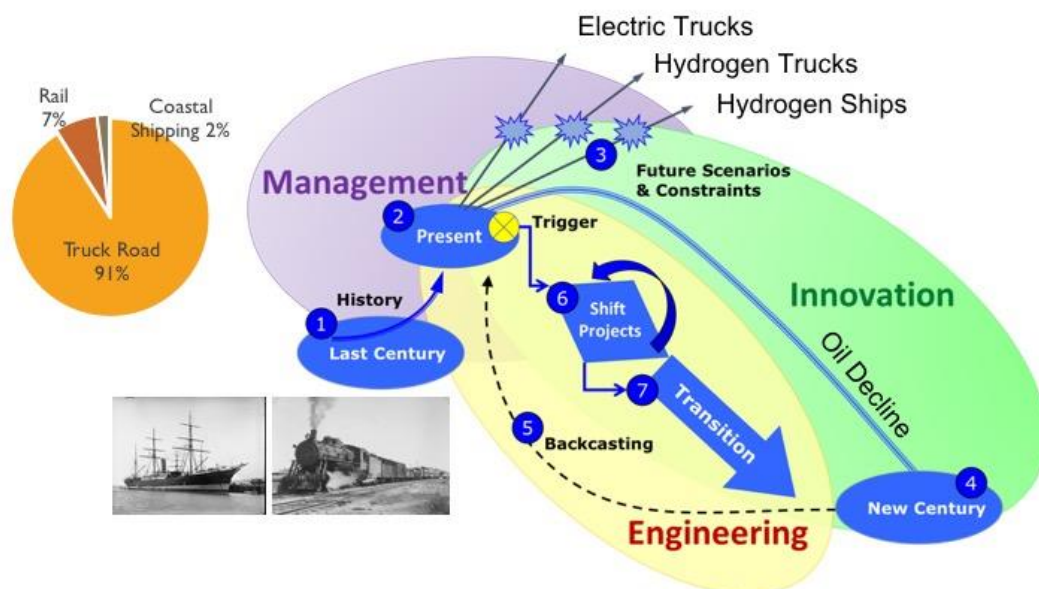 Electric Trucks
Hydrogen Trucks
Hydrogen Ships
Rail
7%
Coastal
Shipping 2%
Truck Road
91%
Management
3
Future Scenarios
& Constraints
2
Present
Trigger
Innovation
6
Shift
Projects
History
1
Last Century
Oil Decline
7
Transition
5
Backcasting
4
New Century
Engineering